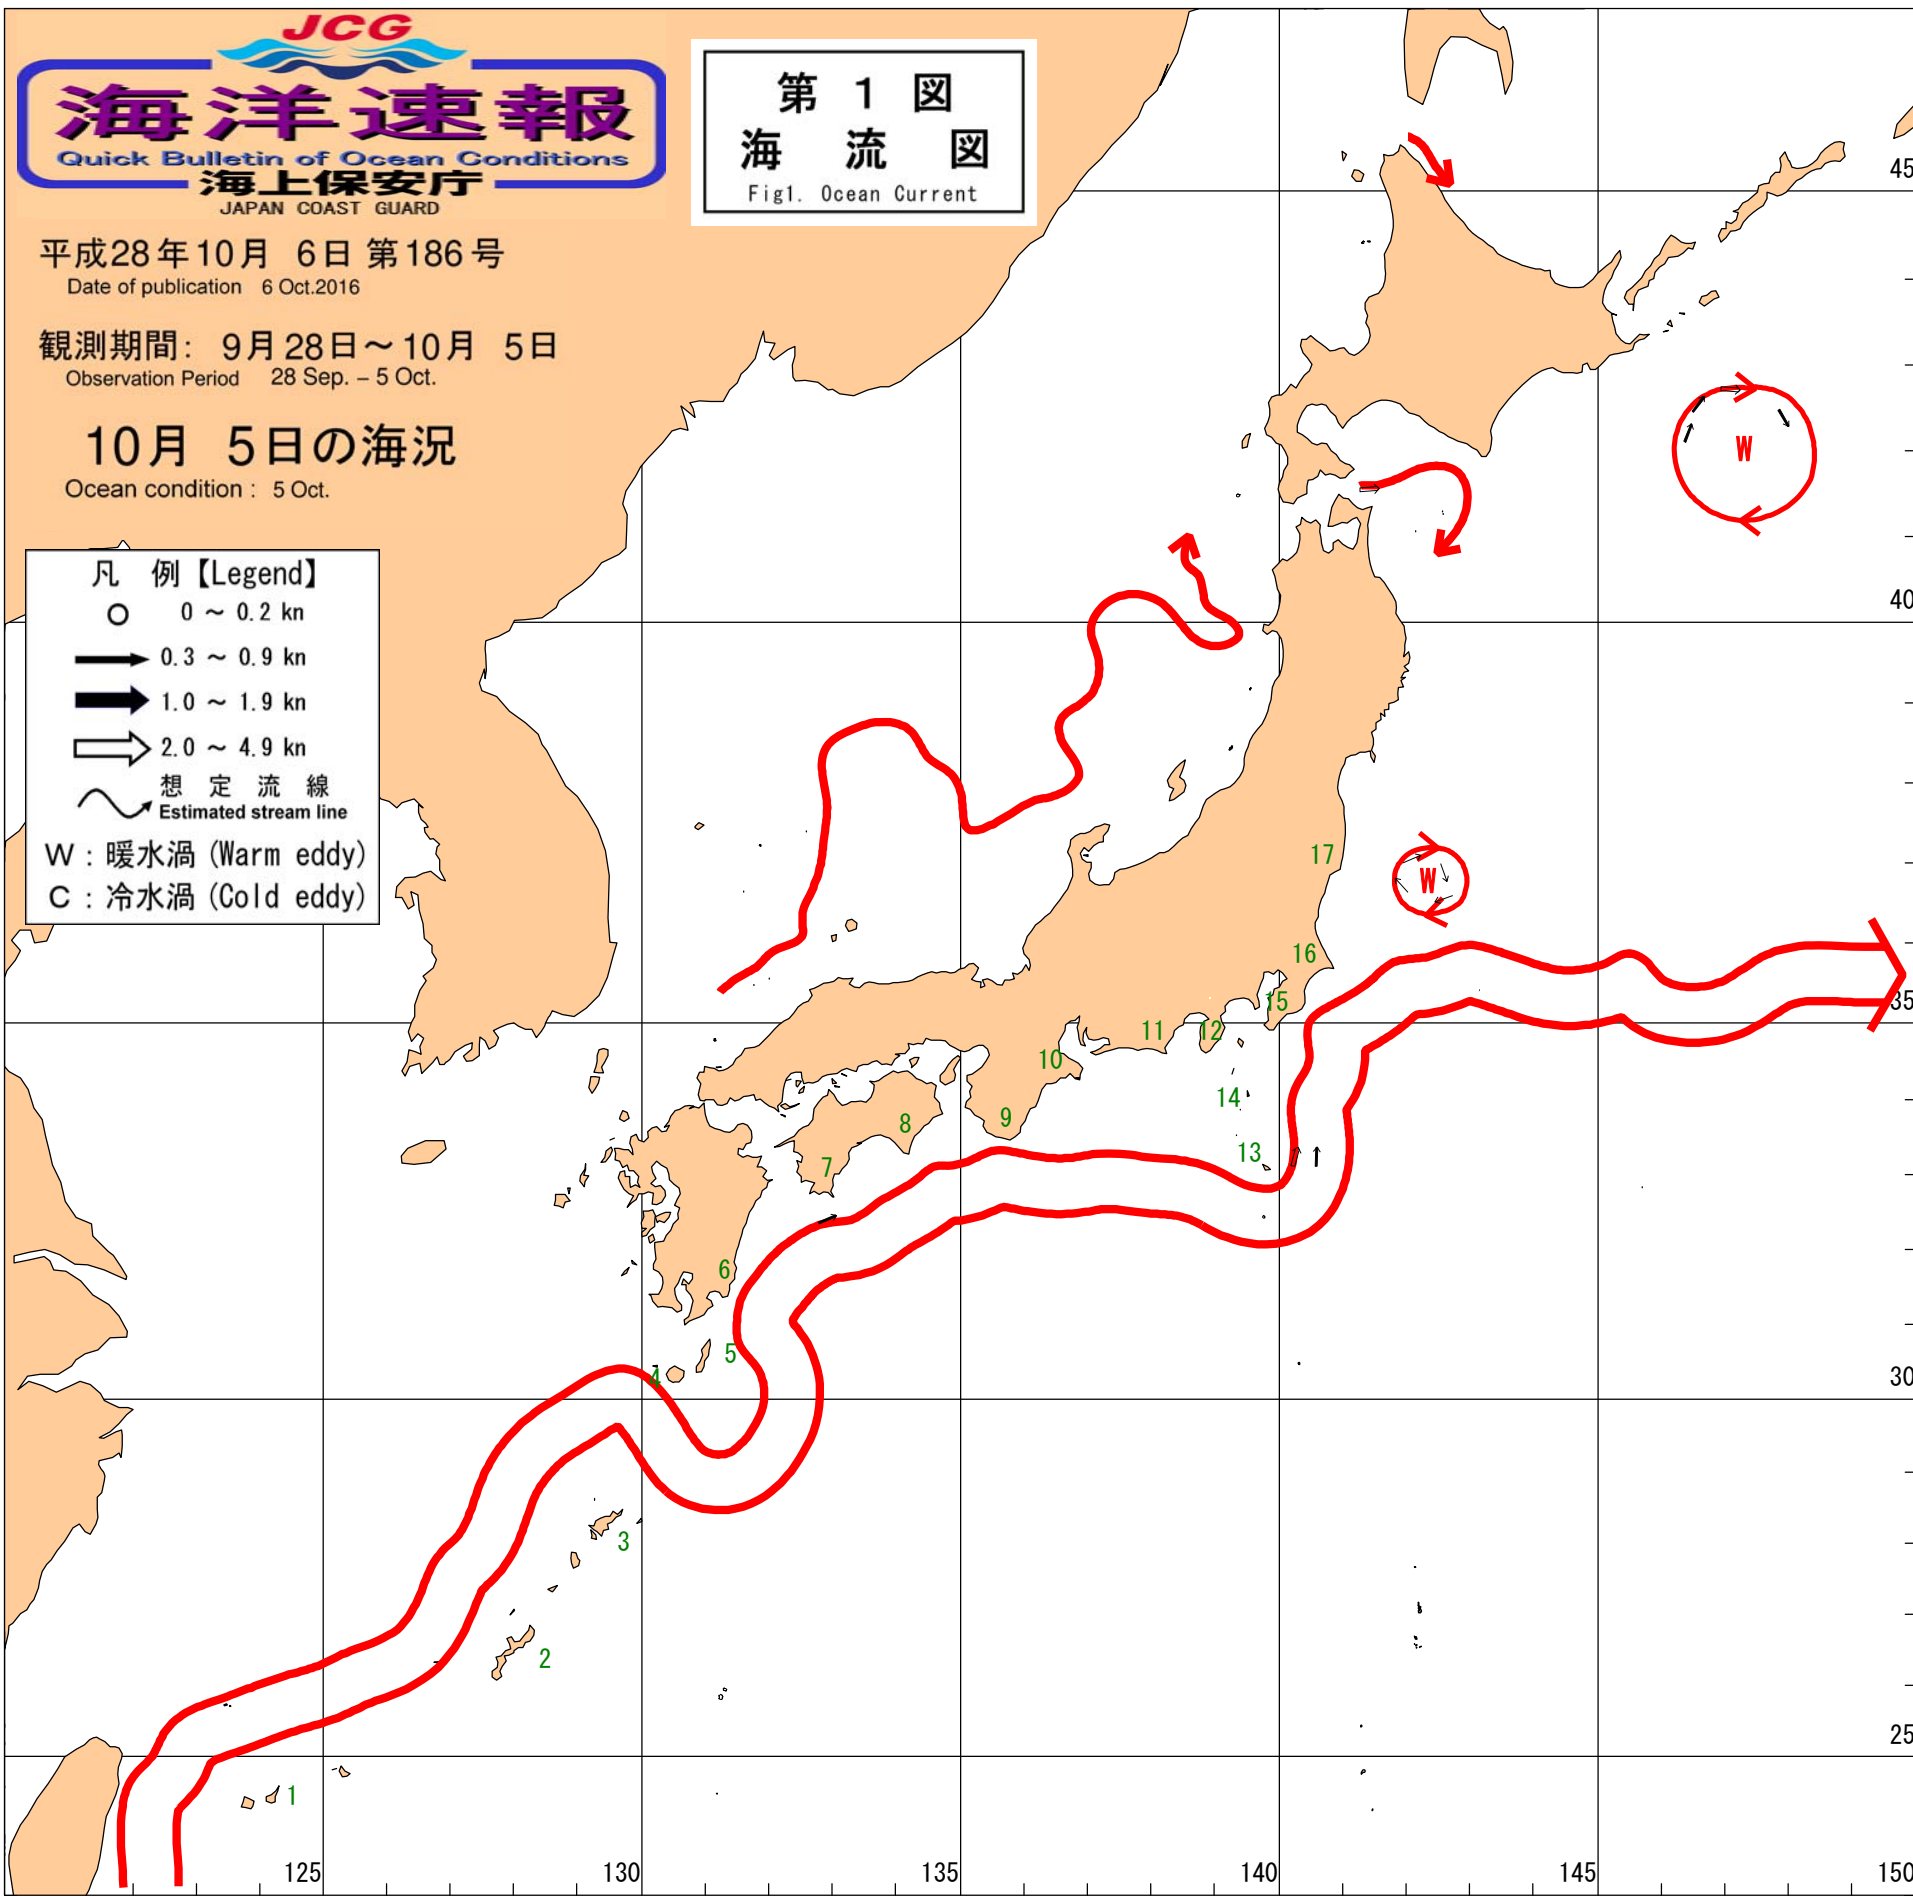 JCG
海洋速報
Quick Bulletin of Ocean Conditions
海上保安庁
JAPAN COAST GUARD
第 1 図
海 流 図
Fig1. Ocean Current
平成28年10月 6日 第186号
Date of publication 6 Oct.2016
観測期間: 9月28日～10月 5日
Observation Period 28 Sep. – 5 Oct.
10月 5日の海況
Ocean condition : 5 Oct.
凡 例【Legend】
0 ～ 0.2 kn
0.3 ～ 0.9 kn
1.0 ～ 1.9 kn
2.0 ～ 4.9 kn
想 定 流 線
Estimated stream line
W : 暖水渦 (Warm eddy)
C : 冷水渦 (Cold eddy)
45
W
40
17
W
16
15
35
11
12
10
14
8
9
13
7
6
5
4
30
3
2
25
1
125
130
135
140
145
150